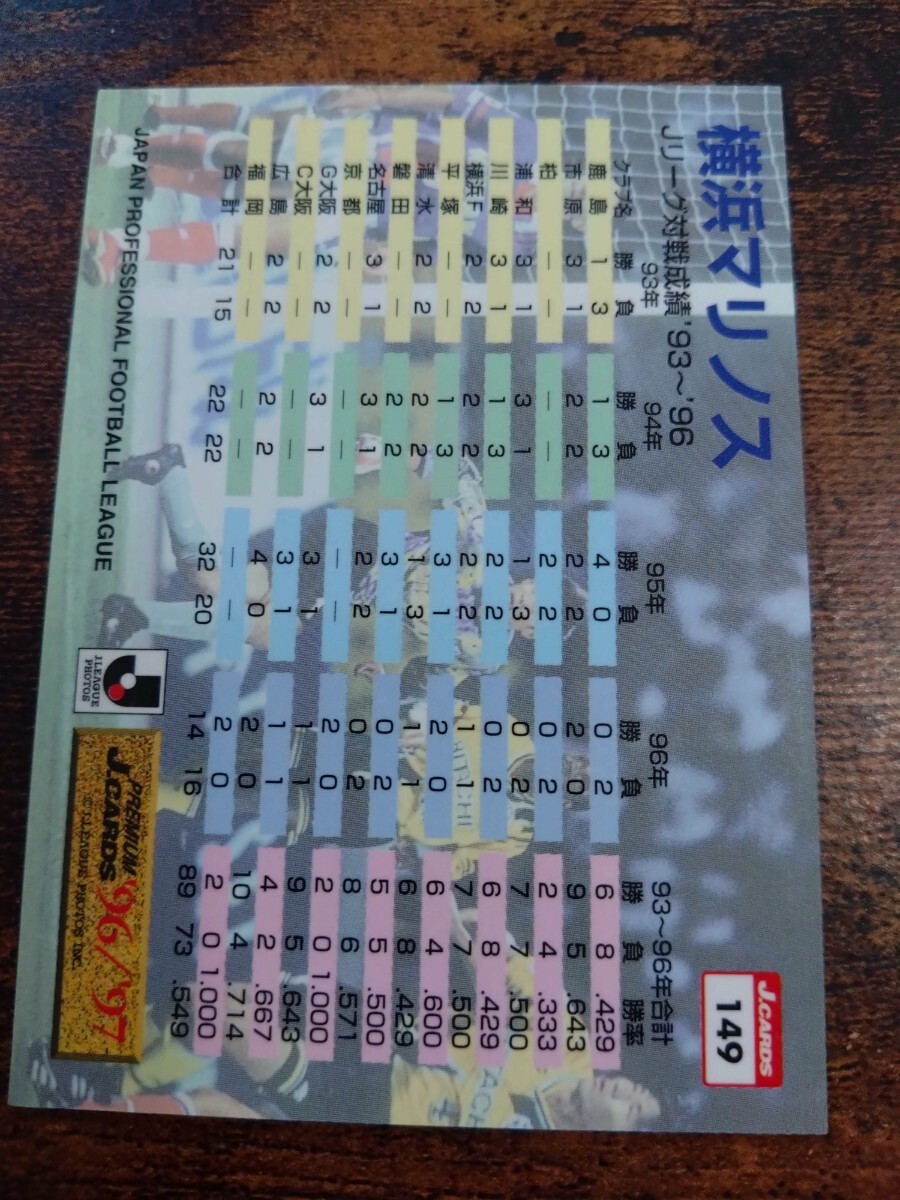 横浜マリノス
Jリーグ対戦成績 '93〜'96
J.CARDS
149
93年 94年 95年 96年 93〜96年合計
クラブ名 勝 負 勝 負 勝 負 勝 負 勝 負 勝率
鹿島 1 3 1 3 4 0 0 2 6 8 .429
市原 3 1 2 2 2 2 2 0 9 5 .643
柏 — — — — 2 2 0 2 2 4 .333
浦和 3 1 3 1 1 3 0 2 7 7 .500
川崎 3 1 1 3 2 2 0 2 6 8 .429
横浜F 2 2 2 2 2 2 1 1 7 7 .500
平塚 — — 1 3 3 1 2 0 6 4 .600
清水 2 2 2 2 1 3 1 1 6 8 .429
磐田 — — 2 2 3 1 0 2 5 5 .500
名古屋 3 1 3 1 2 2 0 2 8 6 .571
京都 — — — — — — 2 0 2 0 1.000
G大阪 2 2 3 1 3 1 1 1 9 5 .643
C大阪 — — — — 3 1 1 1 4 2 .667
広島 2 2 2 2 4 0 2 0 10 4 .714
福岡 — — — — — — 2 0 2 0 1.000
合計 21 15 22 22 32 20 14 16 89 73 .549
JAPAN PROFESSIONAL FOOTBALL LEAGUE
J.LEAGUE
PHOTOS
PREMIUM
J.CARDS '96/'97
© J.LEAGUE PHOTOS INC.